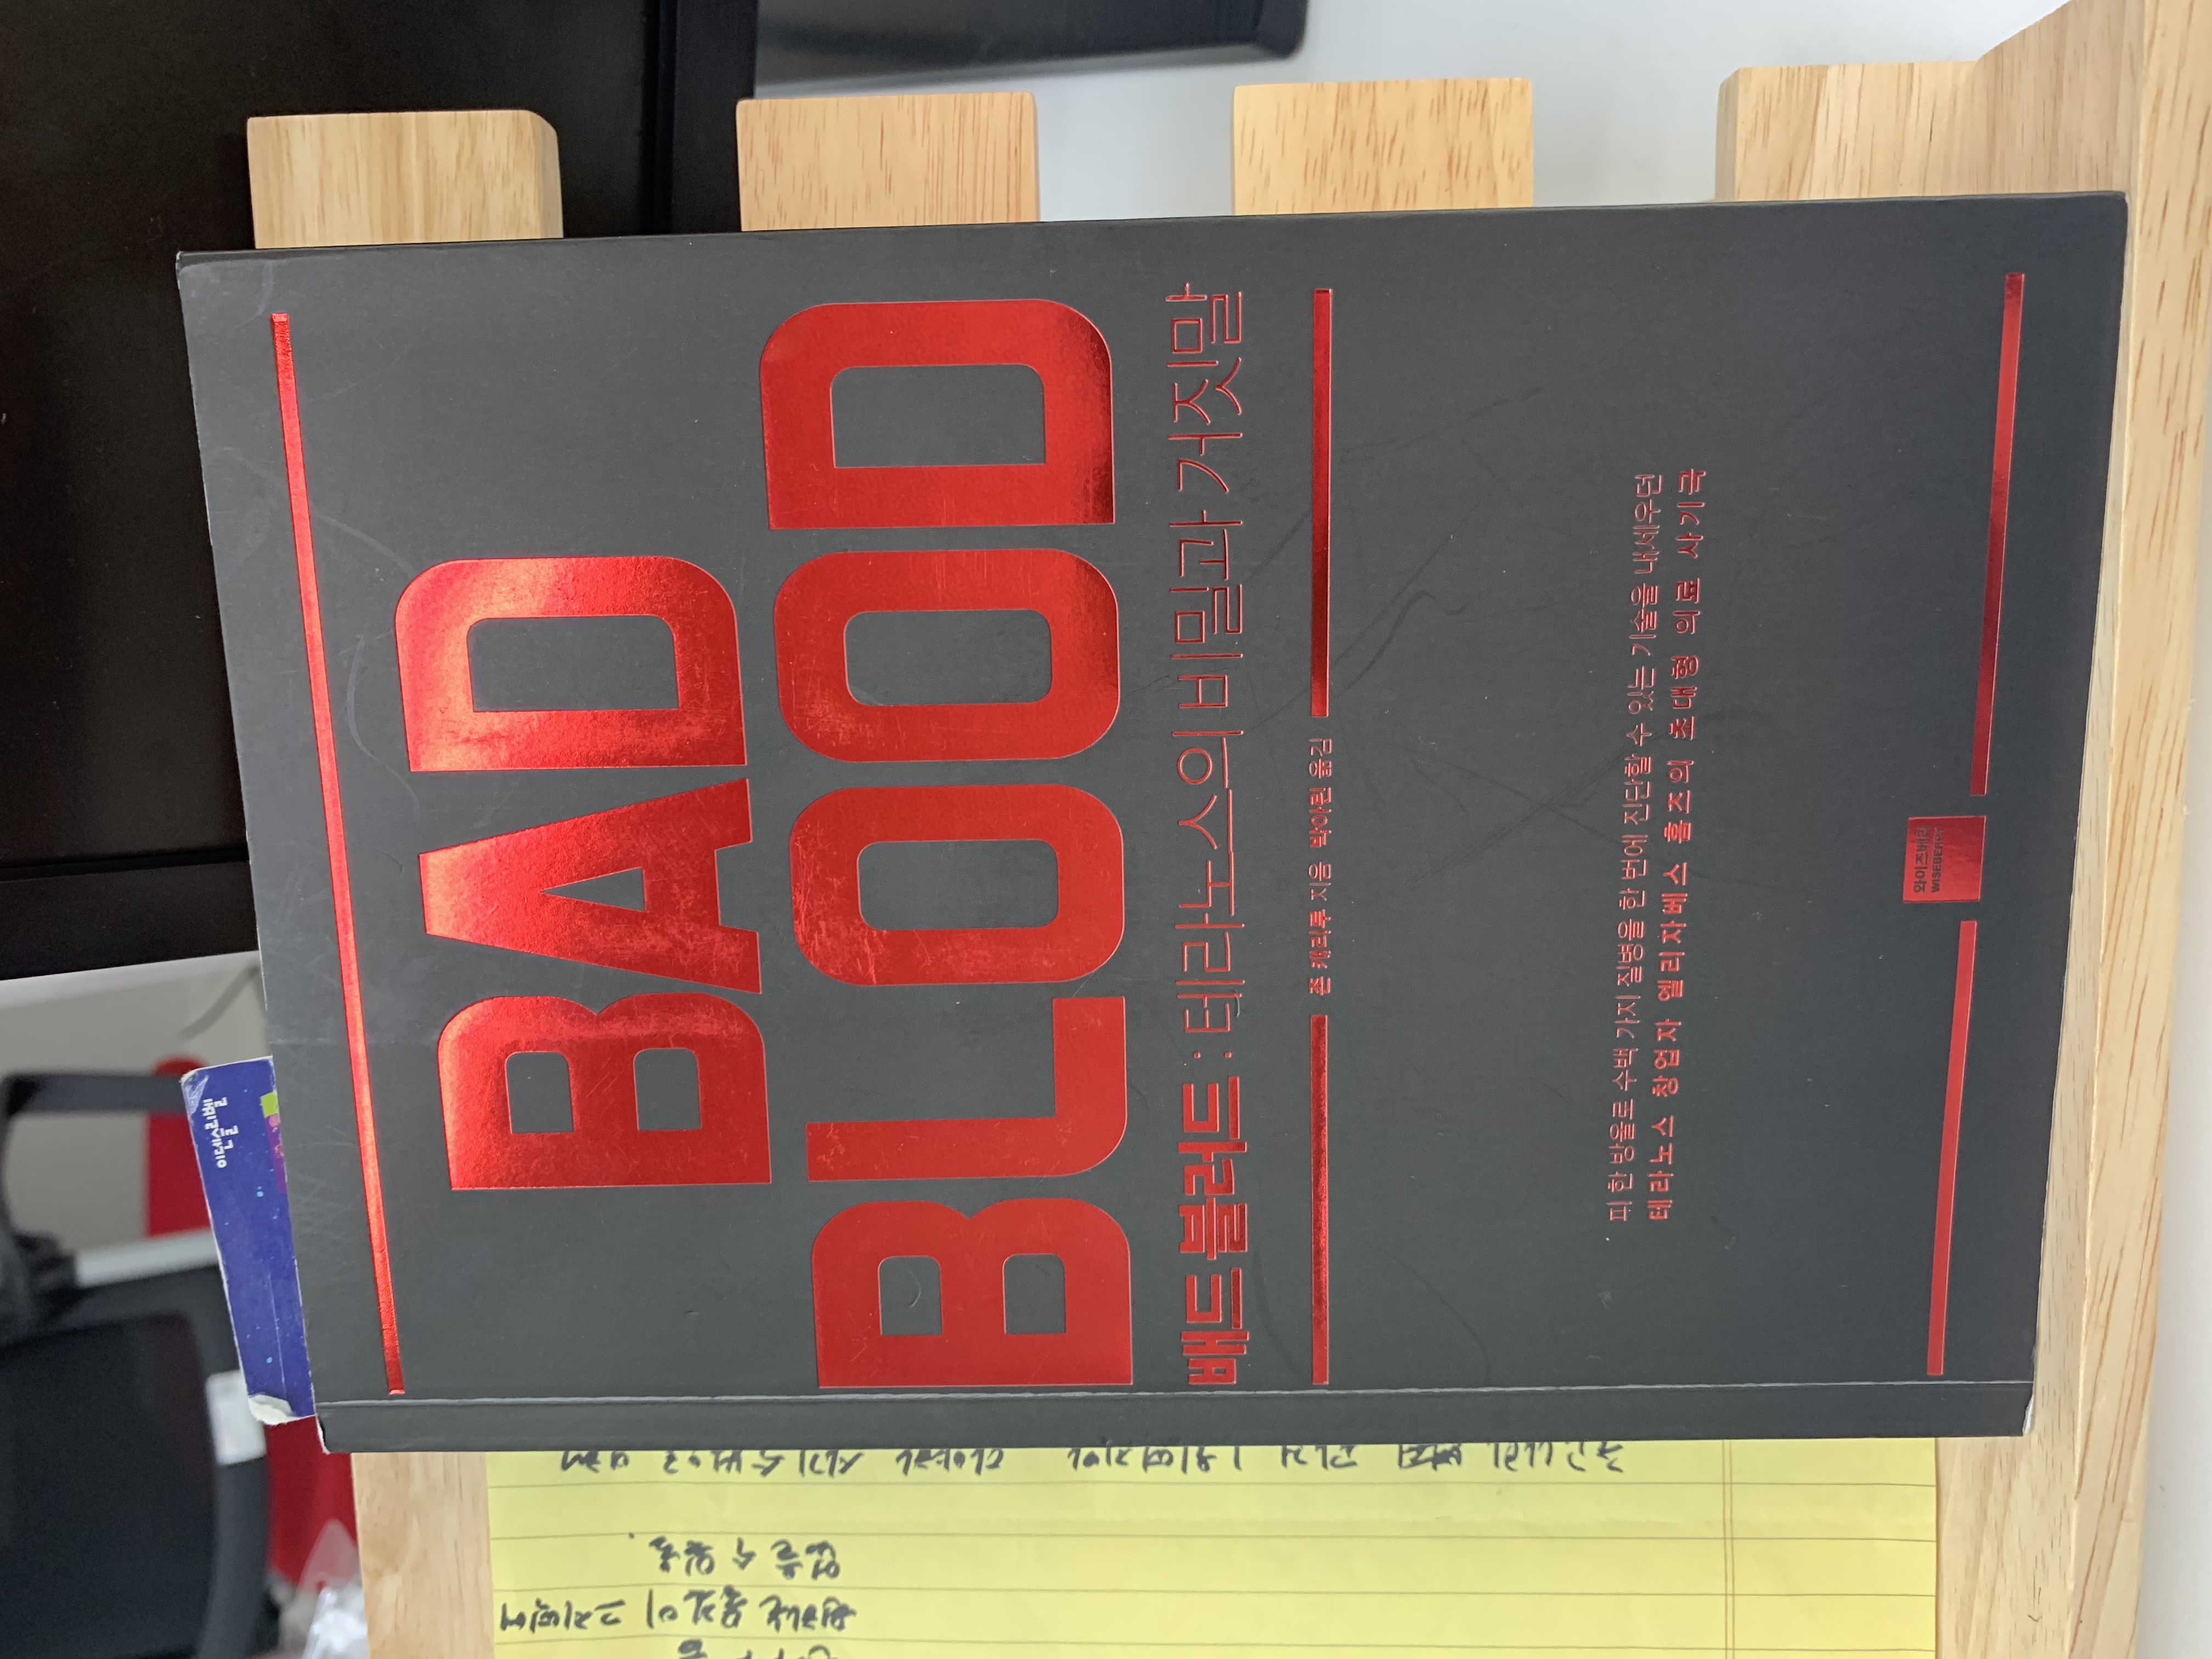 이덴슬리벨
BAD
BLOOD
배드 블러드 : 테라노스의 비밀과 거짓말
존 캐리루 지음 박아린 옮김
피 한 방울로 수백 가지 질병을 한 번에 진단할 수 있는 기술을 내세우던
테라노스 창업자 엘리자베스 홈즈의 초대형 의료 사기극
와이즈베리
WISEBERRY